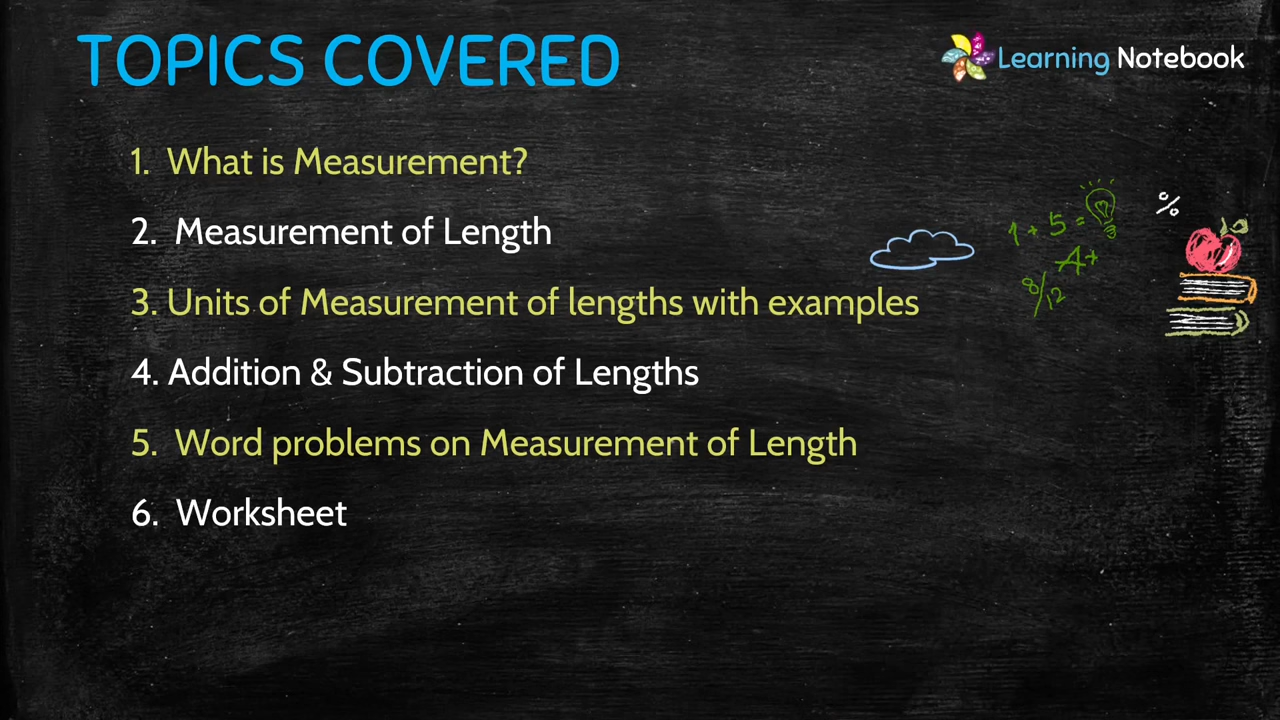 TOPICS COVERED
Learning Notebook
1. What is Measurement?
2. Measurement of Length
3. Units of Measurement of lengths with examples
4. Addition & Subtraction of Lengths
5. Word problems on Measurement of Length
6. Worksheet
1 + 5 =
%
A+
8/12